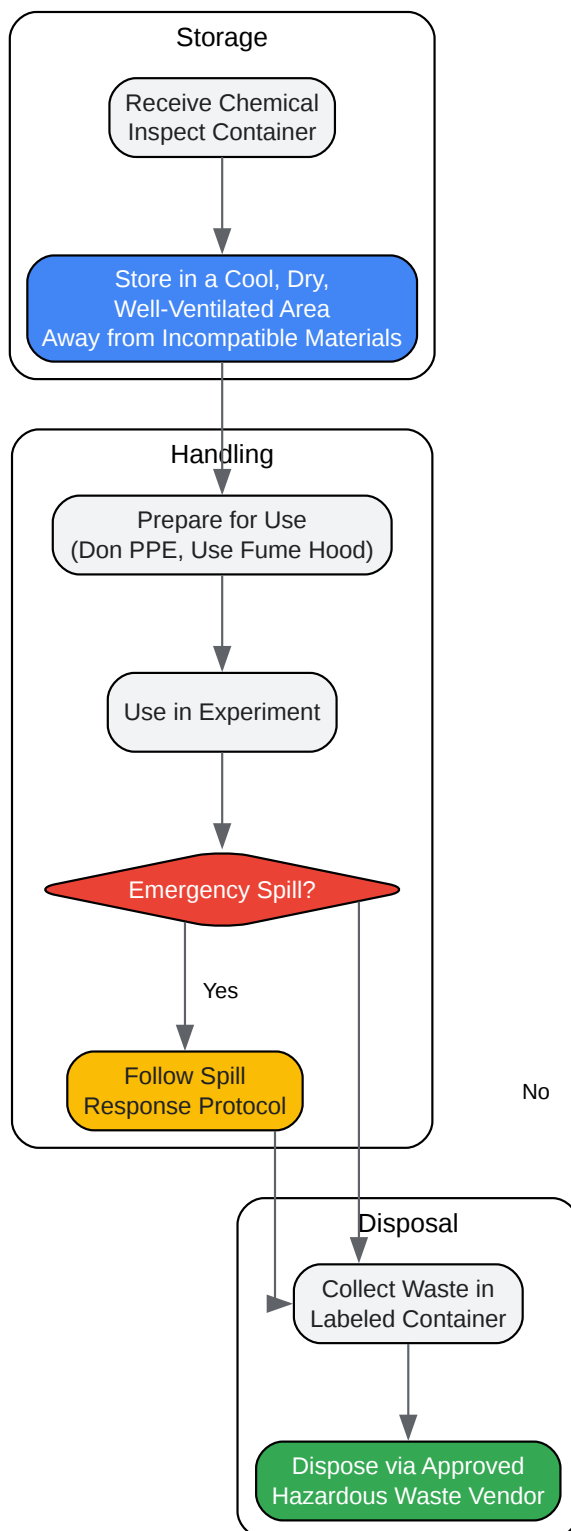 Storage
Receive Chemical
Inspect Container
Store in a Cool, Dry,
Well-Ventilated Area
Away from Incompatible Materials
Handling
Prepare for Use
(Don PPE, Use Fume Hood)
Use in Experiment
Emergency Spill?
Yes
Follow Spill
Response Protocol
No
Disposal
Collect Waste in
Labeled Container
Dispose via Approved
Hazardous Waste Vendor